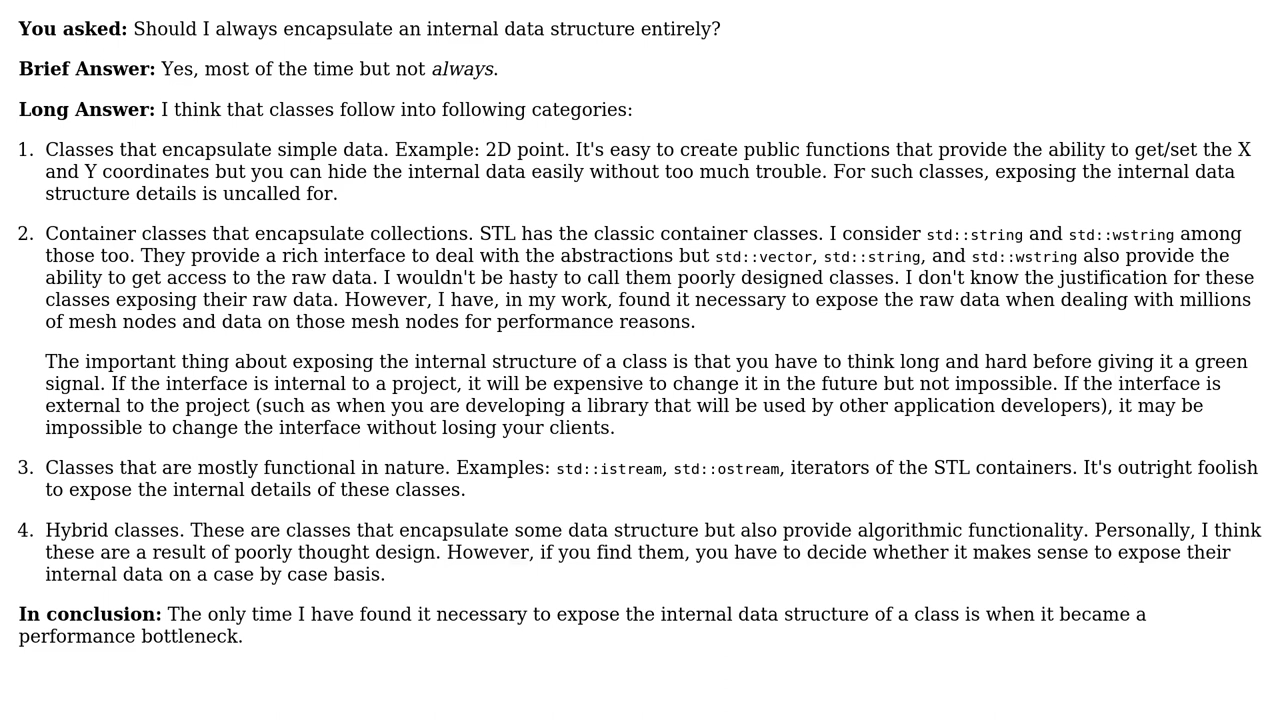 You asked: Should I always encapsulate an internal data structure entirely?
Brief Answer: Yes, most of the time but not always.
Long Answer: I think that classes follow into following categories:
1. Classes that encapsulate simple data. Example: 2D point. It's easy to create public functions that provide the ability to get/set the X
and Y coordinates but you can hide the internal data easily without too much trouble. For such classes, exposing the internal data
structure details is uncalled for.
2. Container classes that encapsulate collections. STL has the classic container classes. I consider std::string and std::wstring among
those too. They provide a rich interface to deal with the abstractions but std::vector, std::string, and std::wstring also provide the
ability to get access to the raw data. I wouldn't be hasty to call them poorly designed classes. I don't know the justification for these
classes exposing their raw data. However, I have, in my work, found it necessary to expose the raw data when dealing with millions
of mesh nodes and data on those mesh nodes for performance reasons.
The important thing about exposing the internal structure of a class is that you have to think long and hard before giving it a green
signal. If the interface is internal to a project, it will be expensive to change it in the future but not impossible. If the interface is
external to the project (such as when you are developing a library that will be used by other application developers), it may be
impossible to change the interface without losing your clients.
3. Classes that are mostly functional in nature. Examples: std::istream, std::ostream, iterators of the STL containers. It's outright foolish
to expose the internal details of these classes.
4. Hybrid classes. These are classes that encapsulate some data structure but also provide algorithmic functionality. Personally, I think
these are a result of poorly thought design. However, if you find them, you have to decide whether it makes sense to expose their
internal data on a case by case basis.
In conclusion: The only time I have found it necessary to expose the internal data structure of a class is when it became a
performance bottleneck.